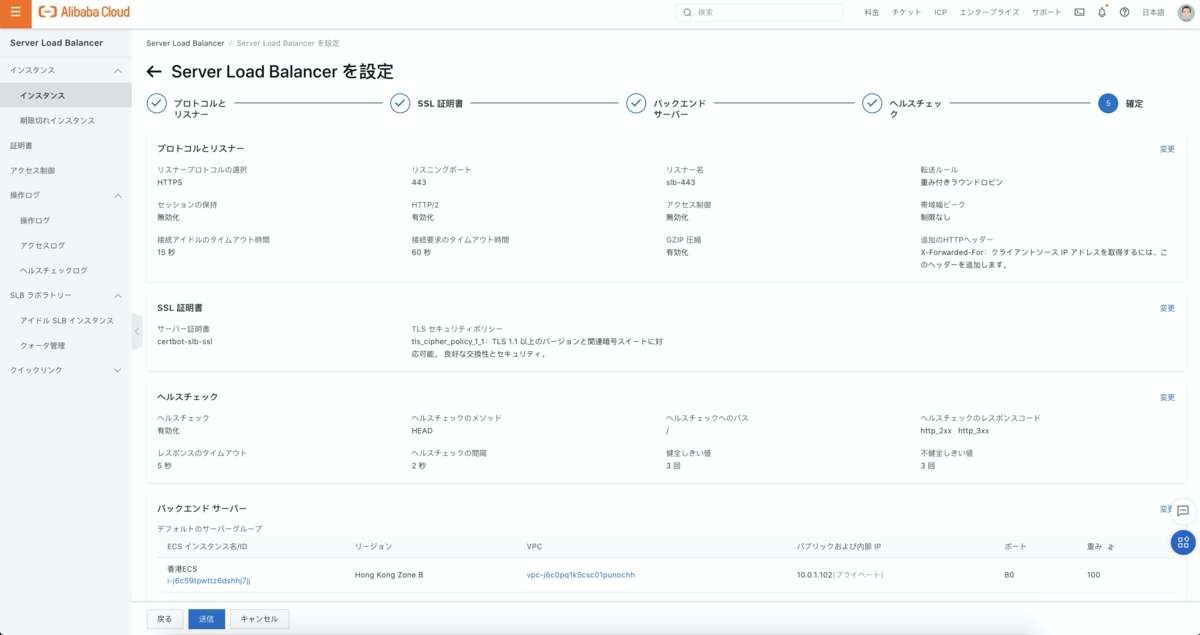 Alibaba Cloud
検索
料金
チケット
ICP
エンタープライズ
サポート
日本語
Server Load Balancer
インスタンス
インスタンス
期限切れインスタンス
証明書
アクセス制御
操作ログ
操作ログ
アクセスログ
ヘルスチェックログ
SLB ラボラトリー
アイドル SLB インスタンス
クォータ管理
クイックリンク
Server Load Balancer / Server Load Balancer を設定
Server Load Balancer を設定
プロトコルと
リスナー
SSL 証明書
バックエンド
サーバー
ヘルスチェッ
ク
5
確定
プロトコルとリスナー
変更
リスナープロトコルの選択
HTTPS
リスニングポート
443
リスナー名
slb-443
転送ルール
重み付きラウンドロビン
セッションの保持
無効化
HTTP/2
有効化
アクセス制御
無効化
帯域幅ピーク
制限なし
接続アイドルのタイムアウト時間
15 秒
接続要求のタイムアウト時間
60 秒
GZIP 圧縮
有効化
追加のHTTPヘッダー
X-Forwarded-For：クライアントソース IP アドレスを取得するには、こ
のヘッダーを追加します。
SSL 証明書
変更
サーバー証明書
certbot-slb-ssl
TLS セキュリティポリシー
tls_cipher_policy_1_1：TLS 1.1 以上のバージョンと関連暗号スイートに対
応可能。 良好な交換性とセキュリティ。
ヘルスチェック
変更
ヘルスチェック
有効化
ヘルスチェックのメソッド
HEAD
ヘルスチェックへのパス
/
ヘルスチェックのレスポンスコード
http_2xx http_3xx
レスポンスのタイムアウト
5 秒
ヘルスチェックの間隔
2 秒
健全しきい値
3 回
不健全しきい値
3 回
バックエンド サーバー
変更
デフォルトのサーバーグループ
ECS インスタンス名/ID
リージョン
VPC
パブリックおよび内部 IP
ポート
重み
香港ECS
i-j6c59tpwttz6dshhj7jj
Hong Kong Zone B
vpc-j6c0pq1k5csc01punochh
10.0.1.102(プライベート)
80
100
戻る
送信
キャンセル